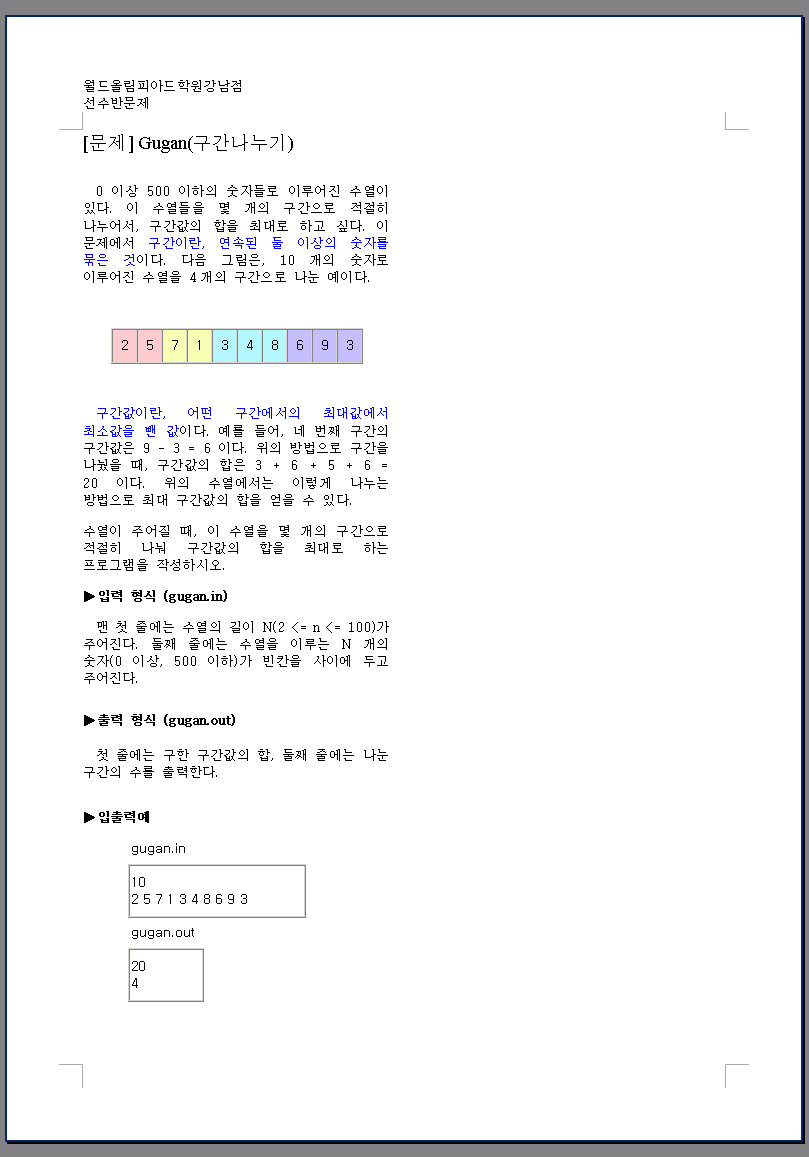 월드올림피아드학원강남점
선수반문제
[문제] Gugan(구간나누기)
0 이상 500 이하의 숫자들로 이루어진 수열이
있다. 이 수열들을 몇 개의 구간으로 적절히
나누어서, 구간값의 합을 최대로 하고 싶다. 이
문제에서 구간이란, 연속된 둘 이상의 숫자를
묶은 것이다. 다음 그림은, 10 개의 숫자로
이루어진 수열을 4개의 구간으로 나눈 예이다.
2 5 7 1 3 4 8 6 9 3
구간값이란, 어떤 구간에서의 최대값에서
최소값을 뺀 값이다. 예를 들어, 네 번째 구간의
구간값은 9 - 3 = 6 이다. 위의 방법으로 구간을
나눴을 때, 구간값의 합은 3 + 6 + 5 + 6 =
20 이다. 위의 수열에서는 이렇게 나누는
방법으로 최대 구간값의 합을 얻을 수 있다.
수열이 주어질 때, 이 수열을 몇 개의 구간으로
적절히 나눠 구간값의 합을 최대로 하는
프로그램을 작성하시오.
▶입력 형식 (gugan.in)
맨 첫 줄에는 수열의 길이 N(2 <= n <= 100)가
주어진다. 둘째 줄에는 수열을 이루는 N 개의
숫자(0 이상, 500 이하)가 빈칸을 사이에 두고
주어진다.
▶출력 형식 (gugan.out)
첫 줄에는 구한 구간값의 합, 둘째 줄에는 나눈
구간의 수를 출력한다.
▶입출력예
gugan.in
10
2 5 7 1 3 4 8 6 9 3
gugan.out
20
4